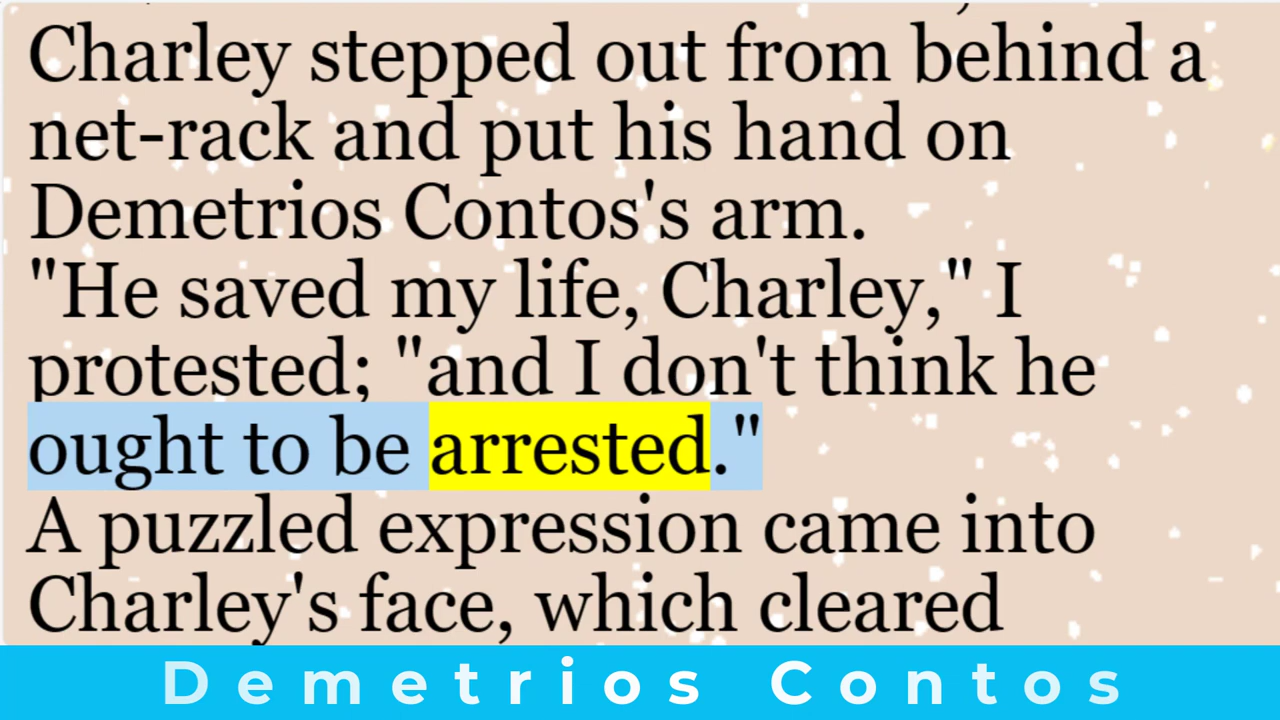 Charley stepped out from behind a
net-rack and put his hand on
Demetrios Contos's arm.
"He saved my life, Charley," I
protested; "and I don't think he
ought to be arrested."
A puzzled expression came into
Charley's face, which cleared
Demetrios Contos